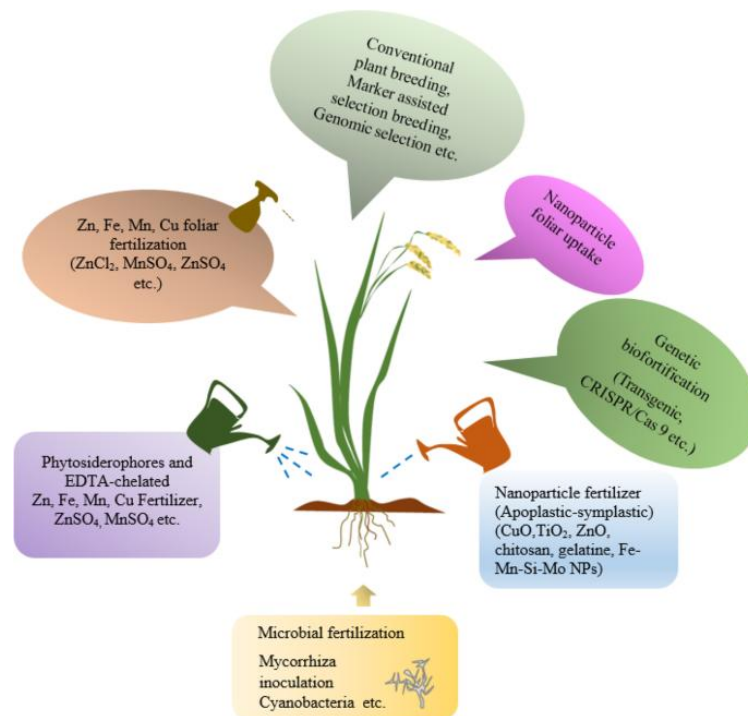 Conventional
plant breeding,
Marker assisted
selection breeding,
Genomic selection etc.
Zn, Fe, Mn, Cu foliar
fertilization
(ZnCl₂, MnSO₄, ZnSO₄
etc.)
Nanoparticle
foliar uptake
Genetic
biofortification
(Transgenic,
CRISPR/Cas 9 etc.)
Phytosiderophores and
EDTA-chelated
Zn, Fe, Mn, Cu Fertilizer,
ZnSO₄, MnSO₄ etc.
Nanoparticle fertilizer
(Apoplastic-symplastic)
(CuO,TiO₂, ZnO,
chitosan, gelatine, Fe-
Mn-Si-Mo NPs)
Microbial fertilization
Mycorrhiza
inoculation
Cyanobacteria etc.